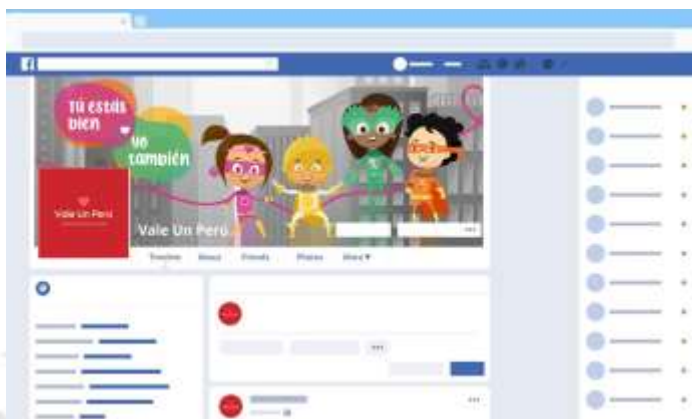 Tú estás
bien
yo
también
Vale Un Perú
Vale Un Perú
Timeline
About
Friends
Photos
More ▼